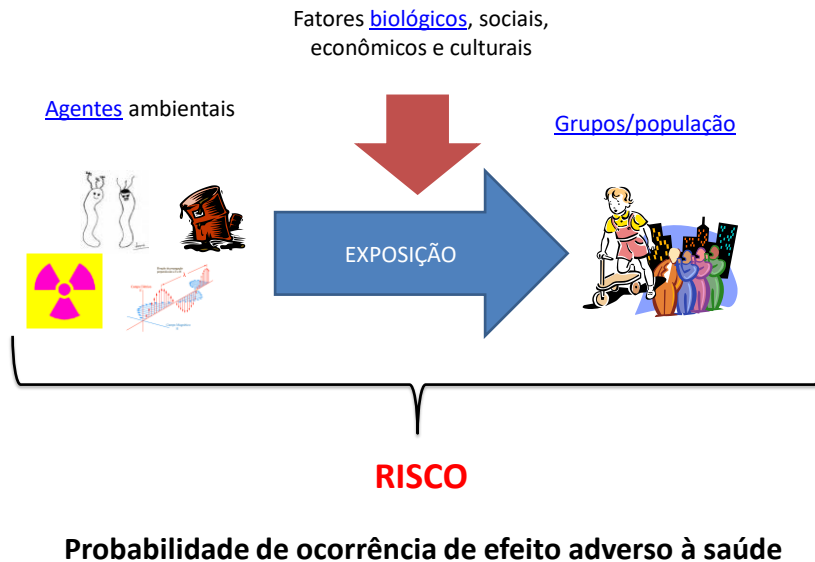 Fatores biológicos, sociais,
econômicos e culturais
Agentes ambientais
Grupos/população
EXPOSIÇÃO
RISCO
Probabilidade de ocorrência de efeito adverso à saúde